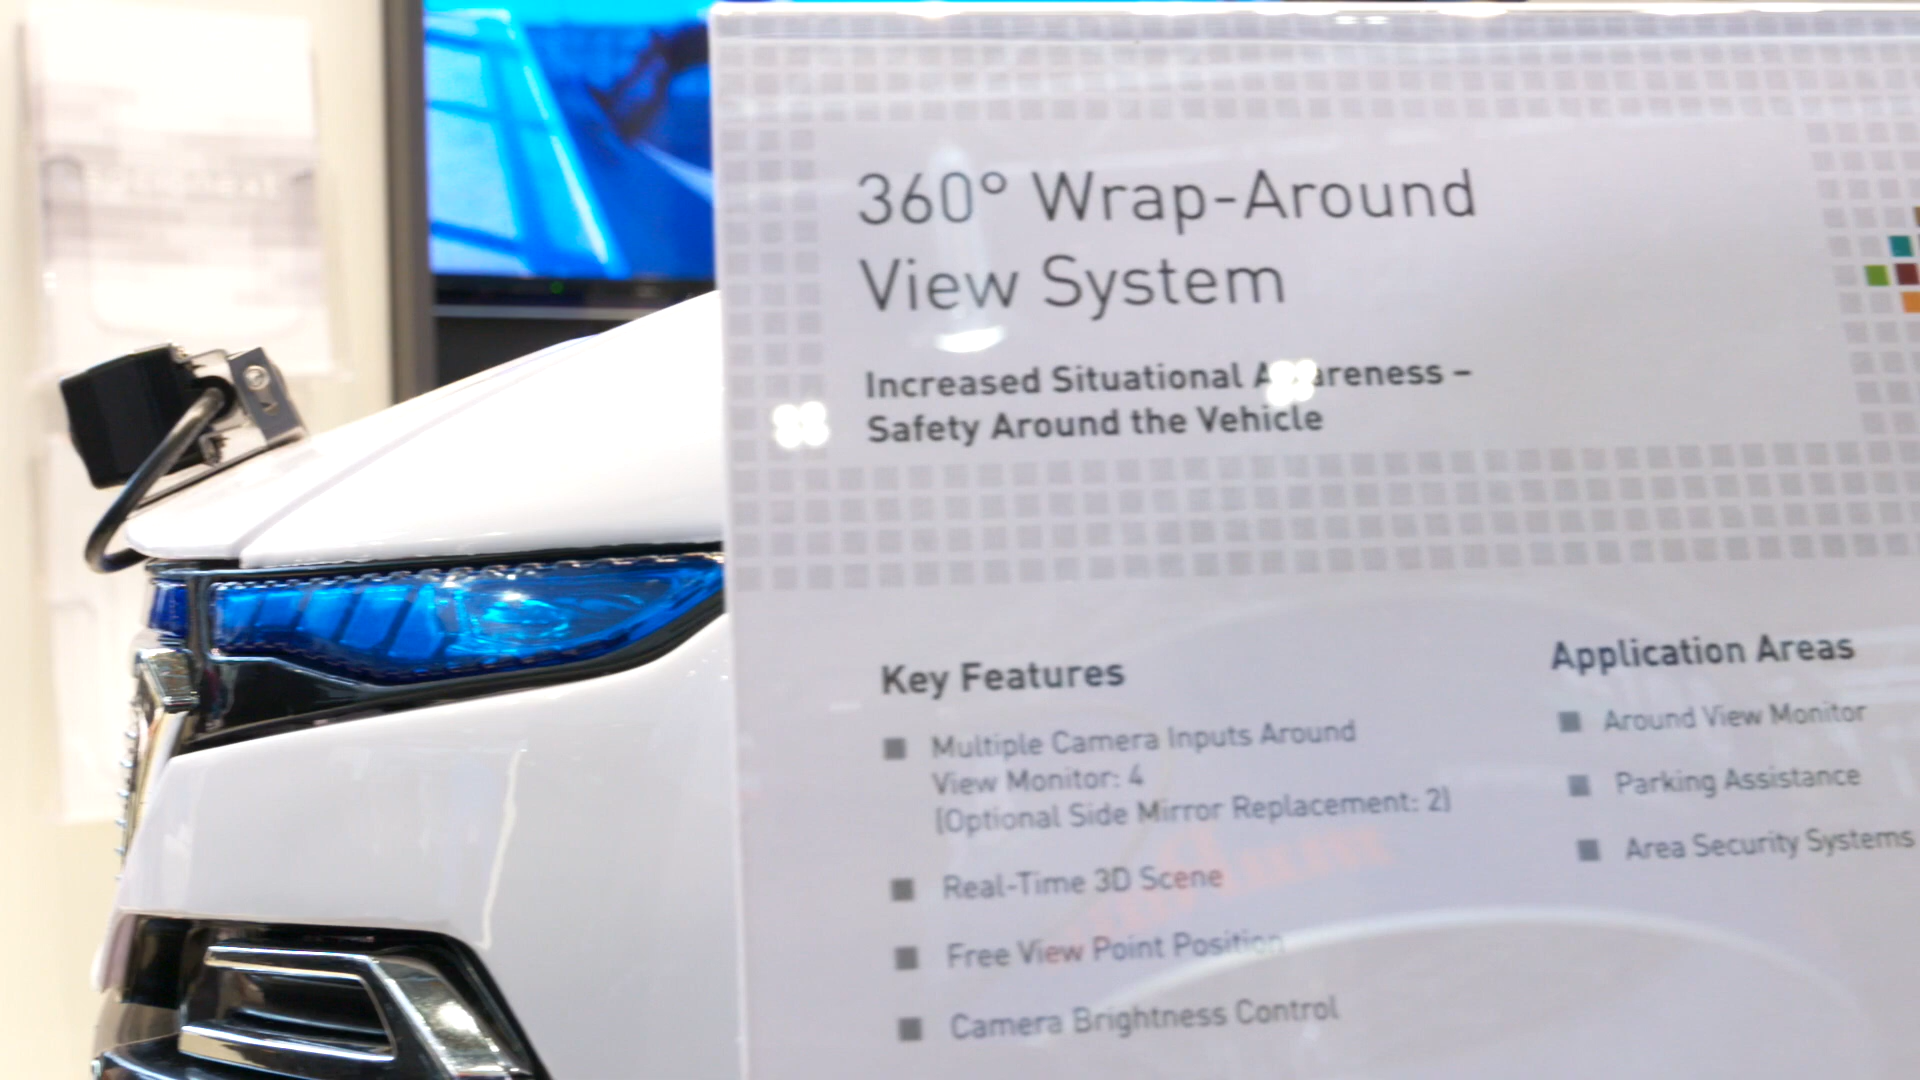 360° Wrap-Around
View System
Increased Situational Awareness –
Safety Around the Vehicle
Key Features
Multiple Camera Inputs Around
View Monitor: 4
(Optional Side Mirror Replacement: 2)
Real-Time 3D Scene
Free View Point Position
Camera Brightness Control
Application Areas
Around View Monitor
Parking Assistance
Area Security Systems